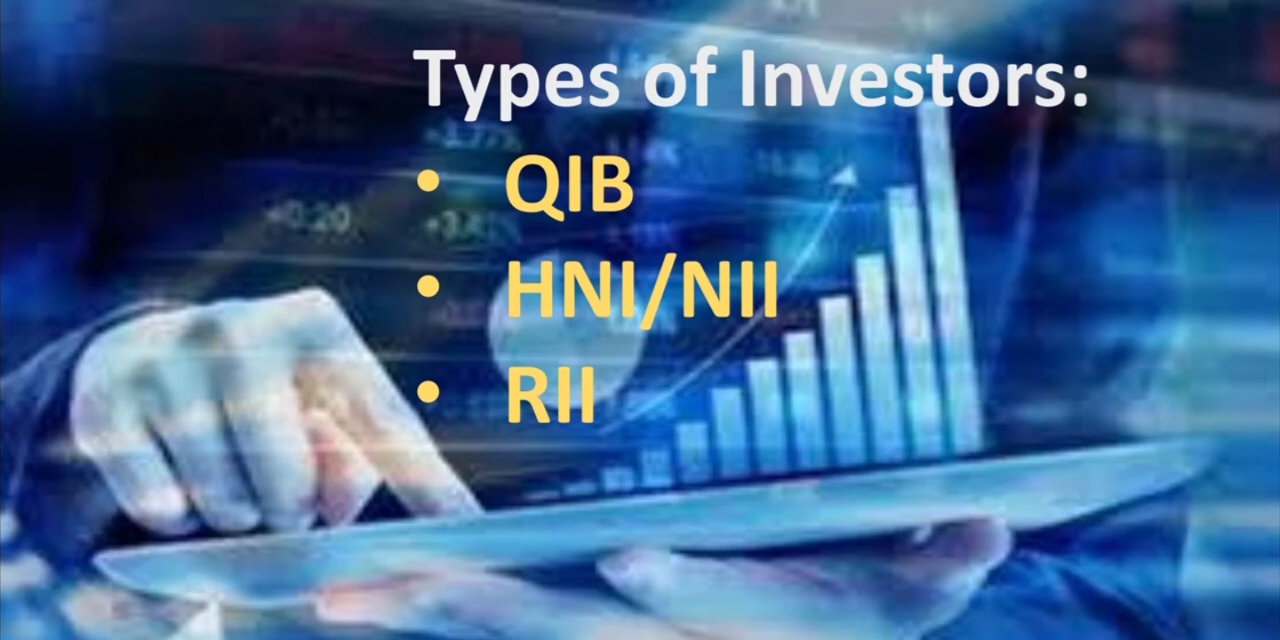 Types of Investors:
• QIB
• HNI/NII
• RII